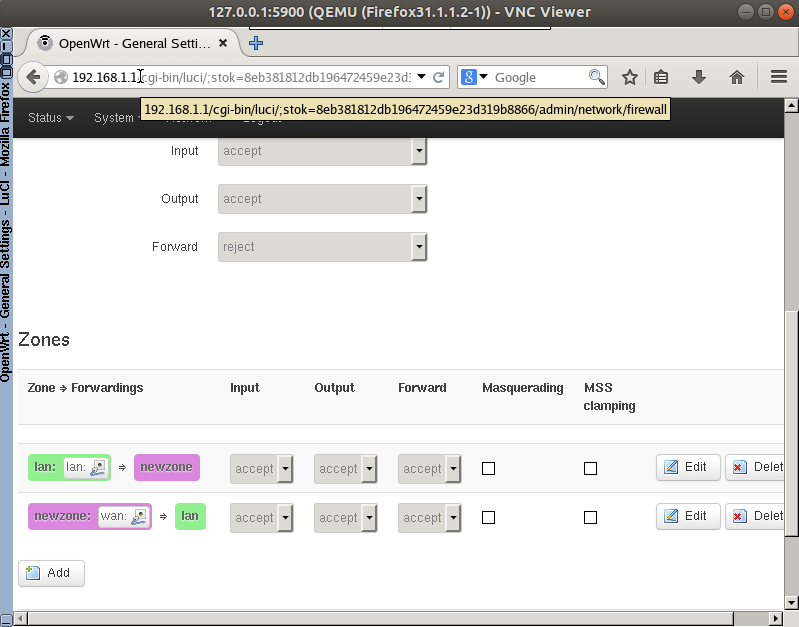 127.0.0.1:5900 (QEMU (Firefox31.1.1.2-1)) - VNC Viewer
OpenWrt - General Settings - LuCI - Mozilla Firefox
OpenWrt - General Setti...
192.168.1.1/cgi-bin/luci/;stok=8eb381812db196472459e23d3
Google
192.168.1.1/cgi-bin/luci/;stok=8eb381812db196472459e23d319b8866/admin/network/firewall
Status System Network Logout
Input accept
Output accept
Forward reject
Zones
Zone → Forwardings Input Output Forward Masquerading MSS clamping
lan: lan: → newzone accept accept accept Edit Delet
newzone: wan: → lan accept accept accept Edit Delet
Add